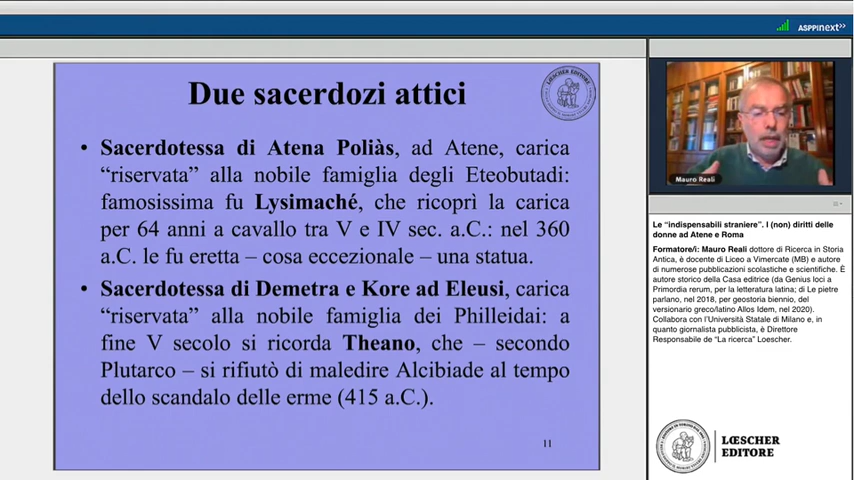 ASPPInext»
Due sacerdozi attici
LŒSCHER EDITORE
• Sacerdotessa di Atena Poliàs, ad Atene, carica
“riservata” alla nobile famiglia degli Eteobutadi:
famosissima fu Lysimaché, che ricoprì la carica
per 64 anni a cavallo tra V e IV sec. a.C.: nel 360
a.C. le fu eretta – cosa eccezionale – una statua.
• Sacerdotessa di Demetra e Kore ad Eleusi, carica
“riservata” alla nobile famiglia dei Philleidai: a
fine V secolo si ricorda Theano, che – secondo
Plutarco – si rifiutò di maledire Alcibiade al tempo
dello scandalo delle erme (415 a.C.).
11
Mauro Reali
Le “indispensabili straniere”. I (non) diritti delle
donne ad Atene e Roma
Formatore/i: Mauro Reali dottore di Ricerca in Storia
Antica, è docente di Liceo a Vimercate (MB) e autore
di numerose pubblicazioni scolastiche e scientifiche. È
autore storico della Casa editrice (da Genius loci a
Primordia rerum, per la letteratura latina; di Le pietre
parlano, nel 2018, per geostoria biennio, del
versionario greco/latino Allos Idem, nel 2020).
Collabora con l'Università Statale di Milano e, in
quanto giornalista pubblicista, è Direttore
Responsabile de “La ricerca” Loescher.
LŒSCHER
EDITORE